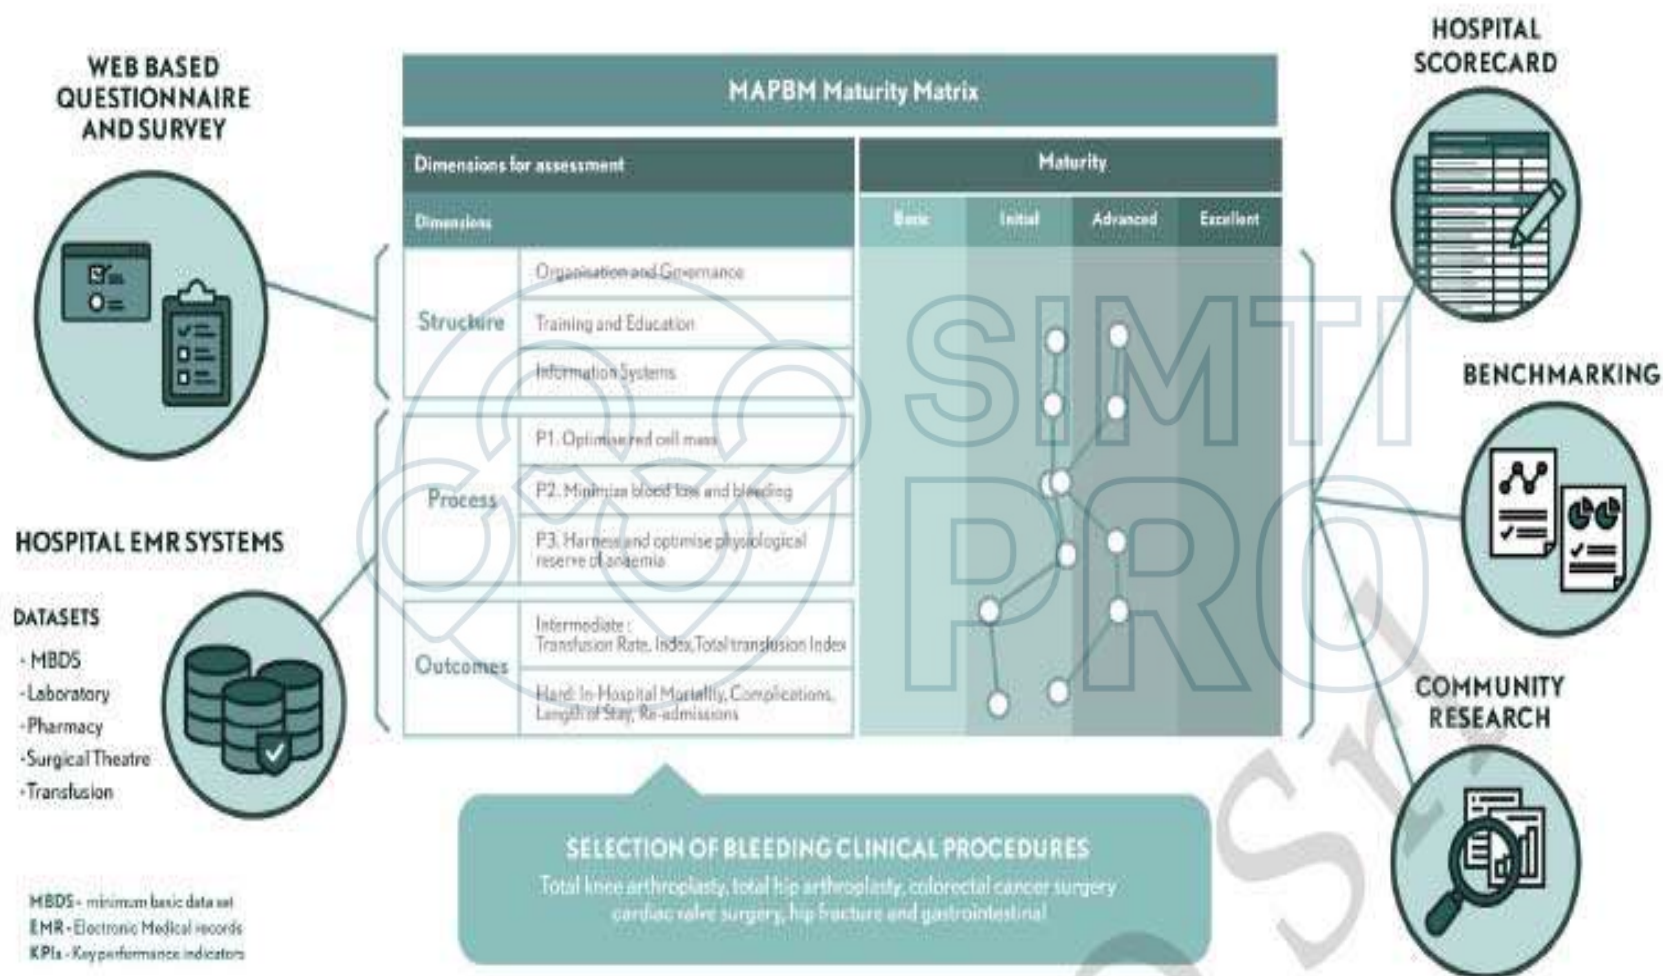 WEB BASED
QUESTIONNAIRE
AND SURVEY
HOSPITAL EMR SYSTEMS
DATASETS
- MBDS
- Laboratory
- Pharmacy
- Surgical Theatre
- Transfusion
MBDS - minimum basic data set
EMR - Electronic Medical records
KPIs - Key performance indicators
MAPBM Maturity Matrix
Dimensions for assessment
Maturity
Dimensions
Basic
Initial
Advanced
Excellent
Structure
Organisation and Governance
Training and Education
Information Systems
Process
P1. Optimise red cell mass
P2. Minimize blood loss and bleeding
P3. Harness and optimise physiological
reserve of anaemia
Outcomes
Intermediate :
Transfusion Rate, Index, Total transfusion Index
Hard: In-Hospital Mortality, Complications,
Length of Stay, Re-admissions
SELECTION OF BLEEDING CLINICAL PROCEDURES
Total knee arthroplasty, total hip arthroplasty, colorectal cancer surgery
cardiac valve surgery, hip fracture and gastrointestinal
HOSPITAL
SCORECARD
BENCHMARKING
COMMUNITY
RESEARCH
SIMTI
PRO
Srl